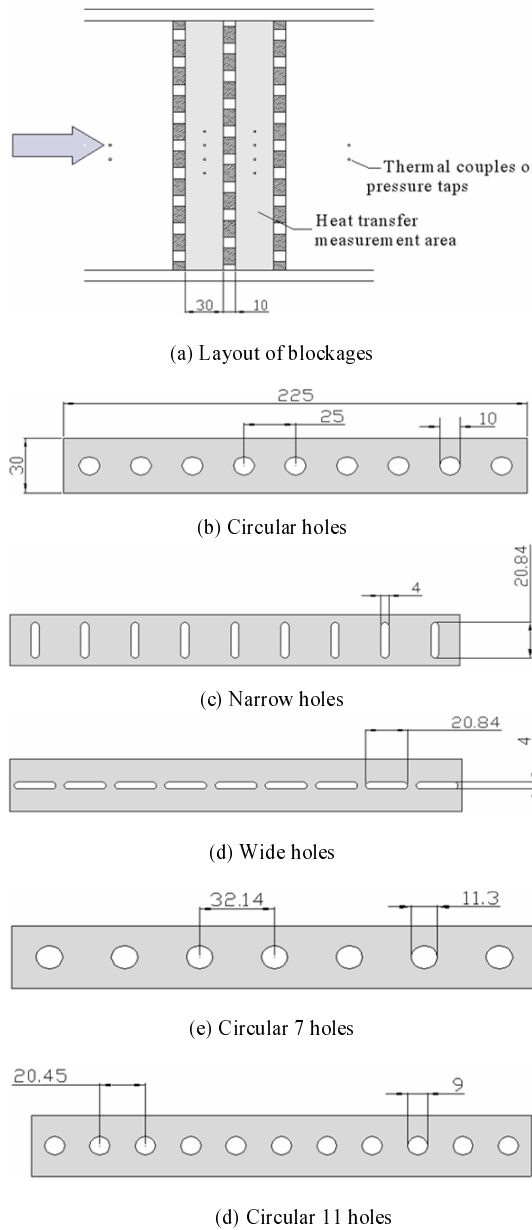 Thermal couples o
pressure taps
Heat transfer
measurement area
30
10
(a) Layout of blockages
225
25
10
30
(b) Circular holes
20.84
4
(c) Narrow holes
20.84
4
(d) Wide holes
32.14
11.3
(e) Circular 7 holes
20.45
9
(d) Circular 11 holes